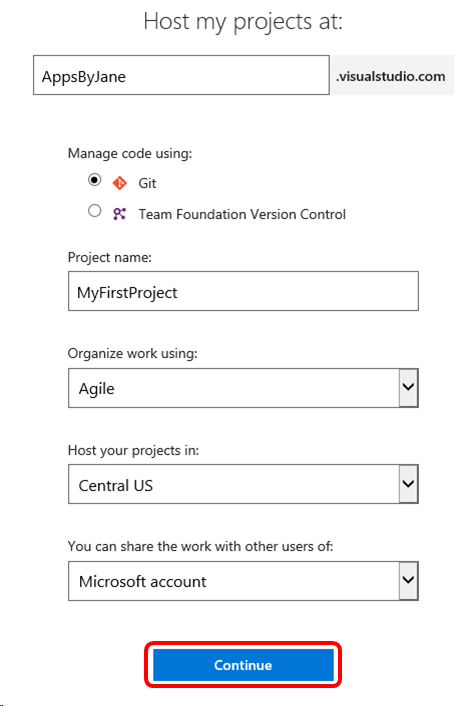 Host my projects at:
AppsByJane .visualstudio.com
Manage code using:
Git
Team Foundation Version Control
Project name:
MyFirstProject
Organize work using:
Agile
Host your projects in:
Central US
You can share the work with other users of:
Microsoft account
Continue